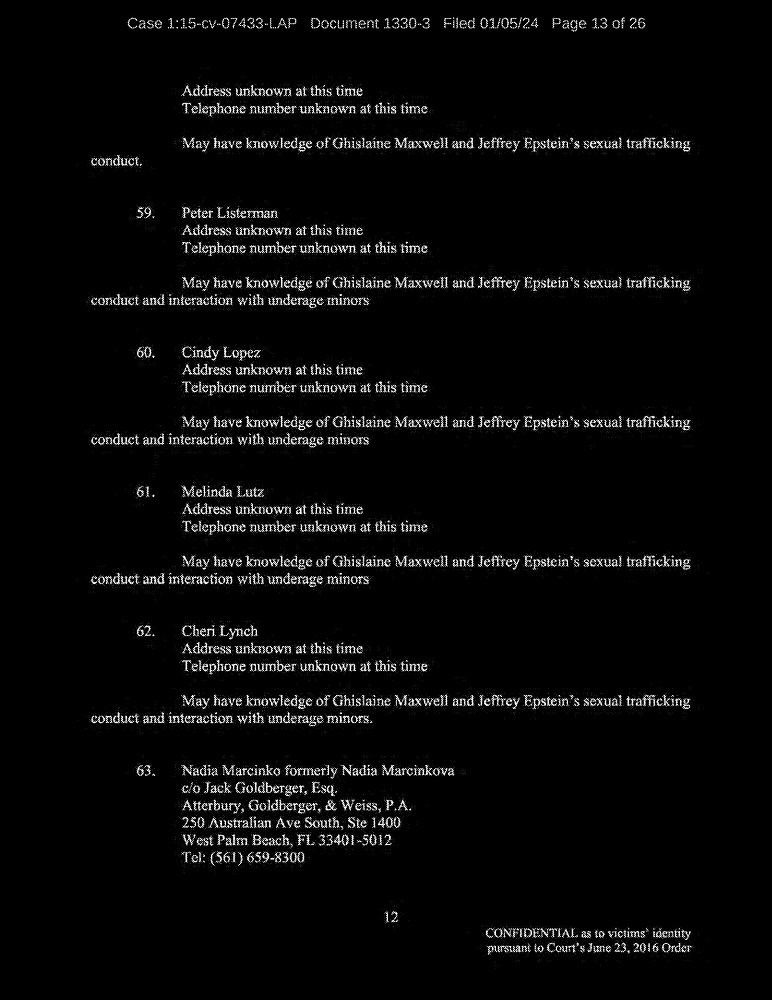 Case 1:15-cv-07433-LAP Document 1330-3 Filed 01/05/24 Page 13 of 26
Address unknown at this time
Telephone number unknown at this time
May have knowledge of Ghislaine Maxwell and Jeffrey Epstein's sexual trafficking
conduct.
59. Peter Listerman
Address unknown at this time
Telephone number unknown at this time
May have knowledge of Ghislaine Maxwell and Jeffrey Epstein's sexual trafficking
conduct and interaction with underage minors
60. Cindy Lopez
Address unknown at this time
Telephone number unknown at this time
May have knowledge of Ghislaine Maxwell and Jeffrey Epstein's sexual trafficking
conduct and interaction with underage minors
61. Melinda Lutz
Address unknown at this time
Telephone number unknown at this time
May have knowledge of Ghislaine Maxwell and Jeffrey Epstein's sexual trafficking
conduct and interaction with underage minors
62. Cheri Lynch
Address unknown at this time
Telephone number unknown at this time
May have knowledge of Ghislaine Maxwell and Jeffrey Epstein's sexual trafficking
conduct and interaction with underage minors.
63. Nadia Marcinko formerly Nadia Marcinkova
c/o Jack Goldberger, Esq.
Atterbury, Goldberger, & Weiss, P.A.
250 Australian Ave South, Ste 1400
West Palm Beach, FL 33401-5012
Tel: (561) 659-8300
12
CONFIDENTIAL as to victims' identity
pursuant to Court's June 23, 2016 Order